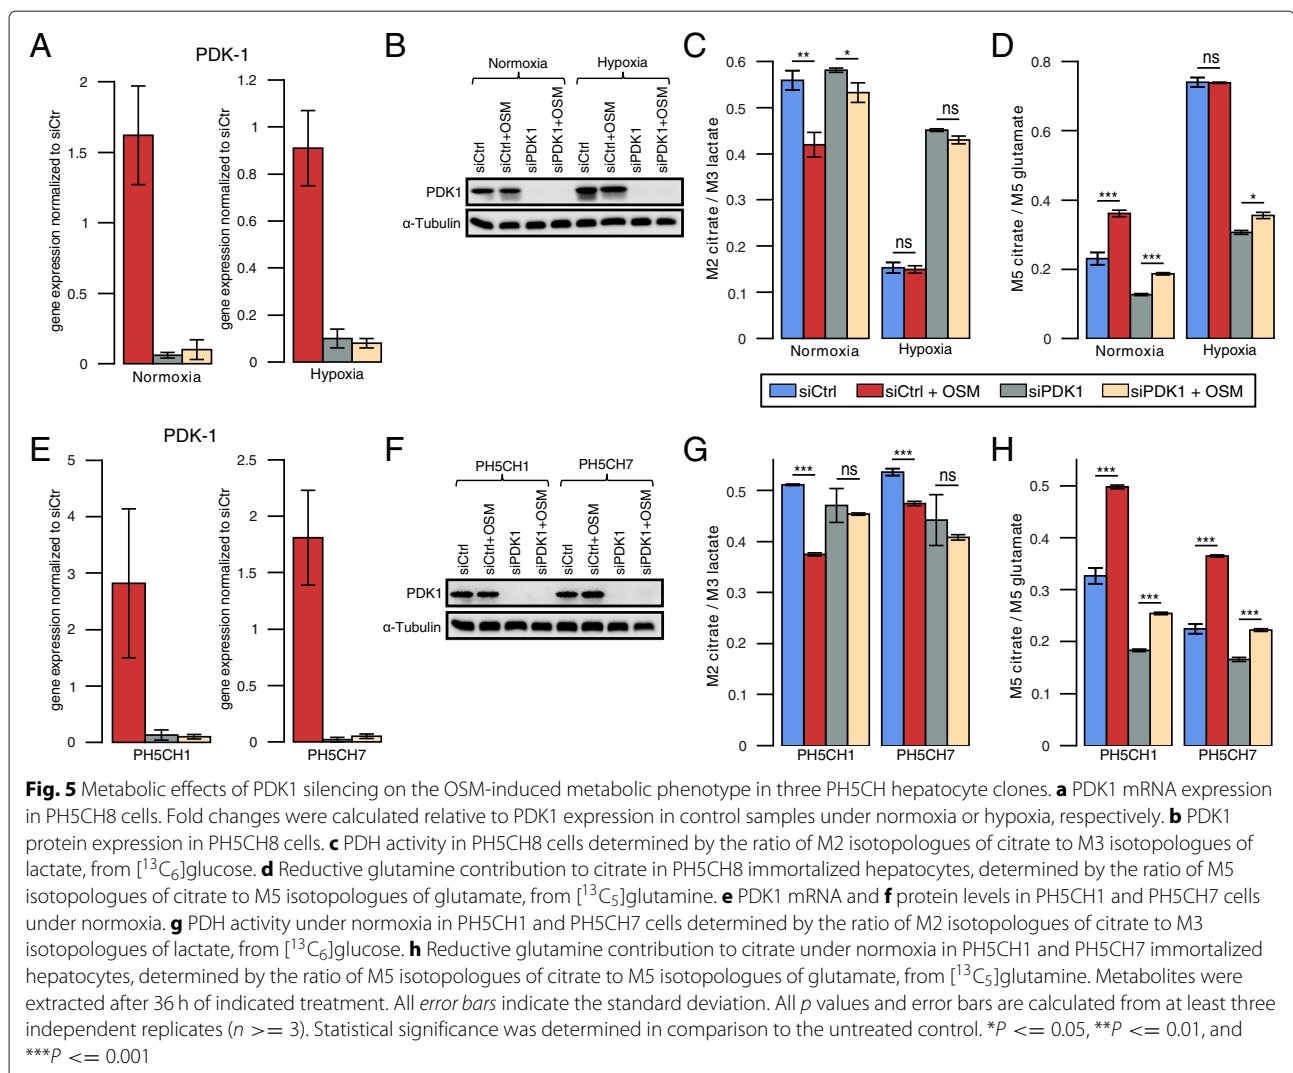 A
PDK-1
gene expression normalized to siCtr
2
1.5
1
0.5
0
Normoxia
gene expression normalized to siCtr
1.2
1
0.8
0.6
0.4
0.2
0
Hypoxia
B
Normoxia Hypoxia
siCtrl
siCtrl+OSM
siPDK1
siPDK1+OSM
siCtrl
siCtrl+OSM
siPDK1
siPDK1+OSM
PDK1
α-Tubulin
C
M2 citrate / M3 lactate
0.6
0.5
0.4
0.3
0.2
0.1
0
** *
ns ns
Normoxia Hypoxia
D
M5 citrate / M5 glutamate
0.8
0.6
0.4
0.2
0
*** ***
ns *
Normoxia Hypoxia
siCtrl siCtrl + OSM siPDK1 siPDK1 + OSM
E
PDK-1
gene expression normalized to siCtr
5
4
3
2
1
0
PH5CH1
gene expression normalized to siCtr
2.5
2
1.5
1
0.5
0
PH5CH7
F
PH5CH1 PH5CH7
siCtrl
siCtrl+OSM
siPDK1
siPDK1+OSM
siCtrl
siCtrl+OSM
siPDK1
siPDK1+OSM
PDK1
α-Tubulin
G
M2 citrate / M3 lactate
0.5
0.4
0.3
0.2
0.1
0
*** ns
*** ns
PH5CH1 PH5CH7
H
M5 citrate / M5 glutamate
0.5
0.4
0.3
0.2
0.1
0
*** ***
*** ***
PH5CH1 PH5CH7
Fig. 5 Metabolic effects of PDK1 silencing on the OSM-induced metabolic phenotype in three PH5CH hepatocyte clones. a PDK1 mRNA expression
in PH5CH8 cells. Fold changes were calculated relative to PDK1 expression in control samples under normoxia or hypoxia, respectively. b PDK1
protein expression in PH5CH8 cells. c PDH activity in PH5CH8 cells determined by the ratio of M2 isotopologues of citrate to M3 isotopologues of
lactate, from [¹³C₆]glucose. d Reductive glutamine contribution to citrate in PH5CH8 immortalized hepatocytes, determined by the ratio of M5
isotopologues of citrate to M5 isotopologues of glutamate, from [¹³C₅]glutamine. e PDK1 mRNA and f protein levels in PH5CH1 and PH5CH7 cells
under normoxia. g PDH activity under normoxia in PH5CH1 and PH5CH7 cells determined by the ratio of M2 isotopologues of citrate to M3
isotopologues of lactate, from [¹³C₆]glucose. h Reductive glutamine contribution to citrate under normoxia in PH5CH1 and PH5CH7 immortalized
hepatocytes, determined by the ratio of M5 isotopologues of citrate to M5 isotopologues of glutamate, from [¹³C₅]glutamine. Metabolites were
extracted after 36 h of indicated treatment. All error bars indicate the standard deviation. All p values and error bars are calculated from at least three
independent replicates (n >= 3). Statistical significance was determined in comparison to the untreated control. *P <= 0.05, **P <= 0.01, and
***P <= 0.001